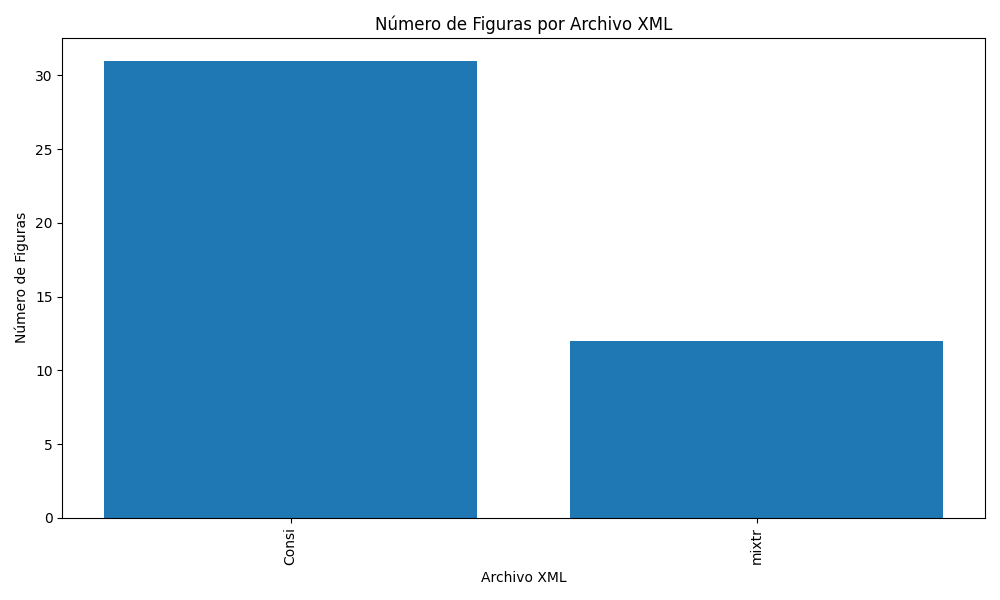 Número de Figuras por Archivo XML
Número de Figuras
30
25
20
15
10
5
0
Consi
mixtr
Archivo XML